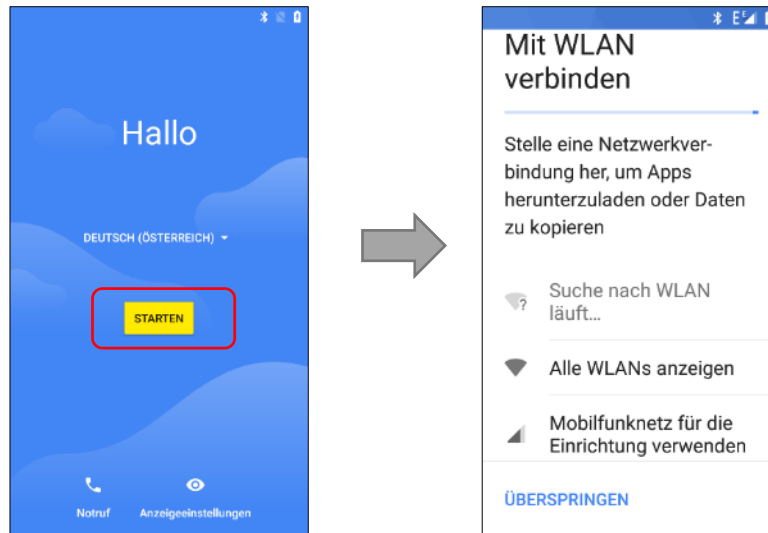 Hallo
DEUTSCH (ÖSTERREICH)
STARTEN
Notruf
Anzeigeeinstellungen
E E
Mit WLAN
verbinden
Stelle eine Netzwerkver-
bindung her, um Apps
herunterzuladen oder Daten
zu kopieren
Suche nach WLAN
läuft...
Alle WLANs anzeigen
Mobilfunknetz für die
Einrichtung verwenden
ÜBERSPRINGEN